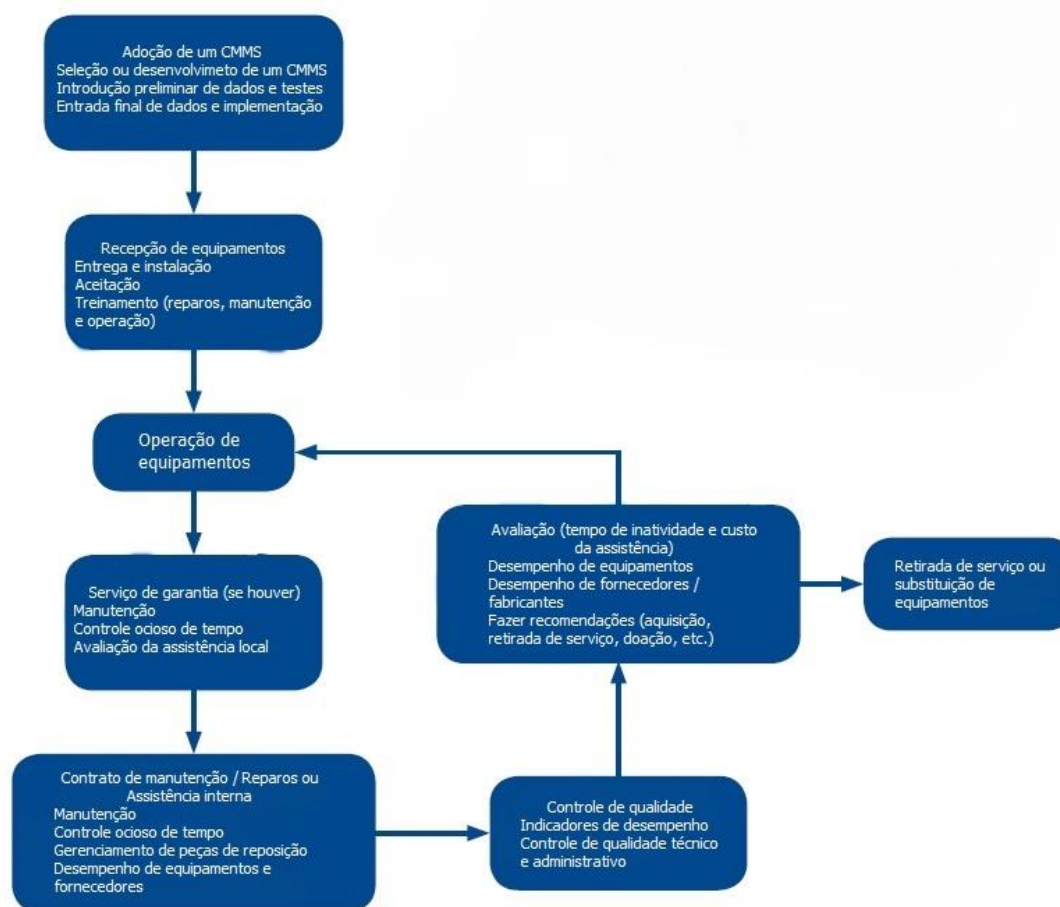 Adoção de um CMMS
Seleção ou desenvolvimeto de um CMMS
Introdução preliminar de dados e testes
Entrada final de dados e implementação
Recepção de equipamentos
Entrega e instalação
Aceitação
Treinamento (reparos, manutenção
e operação)
Operação de
equipamentos
Serviço de garantia (se houver)
Manutenção
Controle ocioso de tempo
Avaliação da assistência local
Contrato de manutenção / Reparos ou
Assistência interna
Manutenção
Controle ocioso de tempo
Gerenciamento de peças de reposição
Desempenho de equipamentos e
fornecedores
Controle de qualidade
Indicadores de desempenho
Controle de qualidade técnico
e administrativo
Avaliação (tempo de inatividade e custo
da assistência)
Desempenho de equipamentos
Desempenho de fornecedores /
fabricantes
Fazer recomendações (aquisição,
retirada de serviço, doação, etc.)
Retirada de serviço ou
substituição de
equipamentos